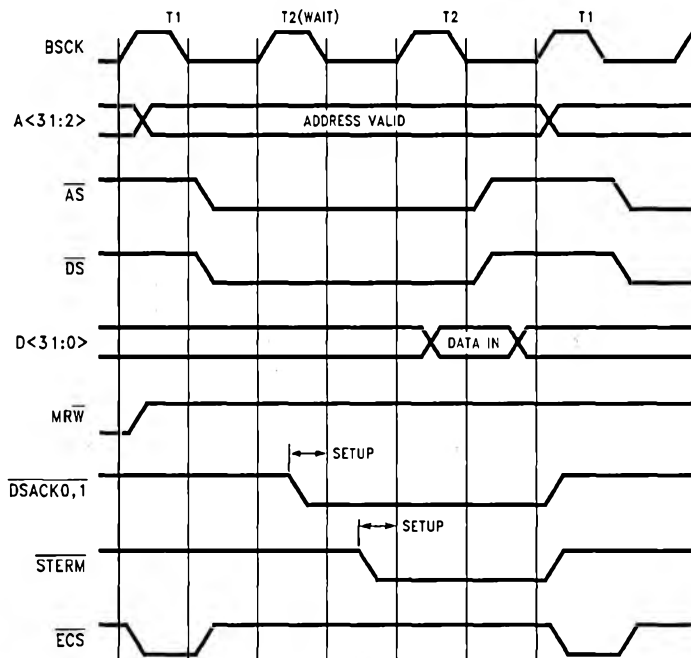 T1 T2(WAIT) T2 T1
BSCK
A<31:2> ADDRESS VALID
AS
DS
D<31:0> DATA IN
MRW
SETUP
DSACK0,1
SETUP
STERM
ECS